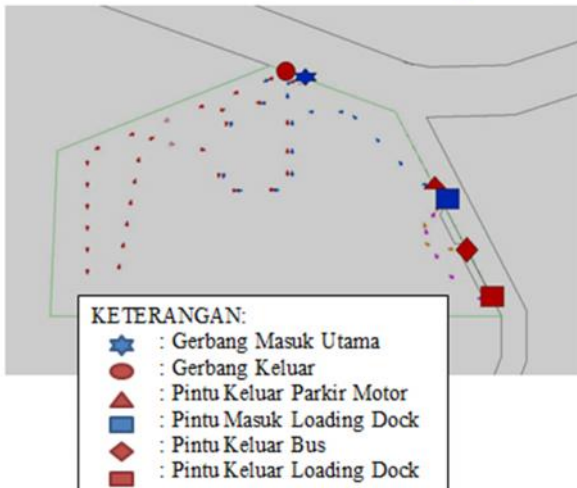 KETERANGAN:
: Gerbang Masuk Utama
: Gerbang Keluar
: Pintu Keluar Parkir Motor
: Pintu Masuk Loading Dock
: Pintu Keluar Bus
: Pintu Keluar Loading Dock